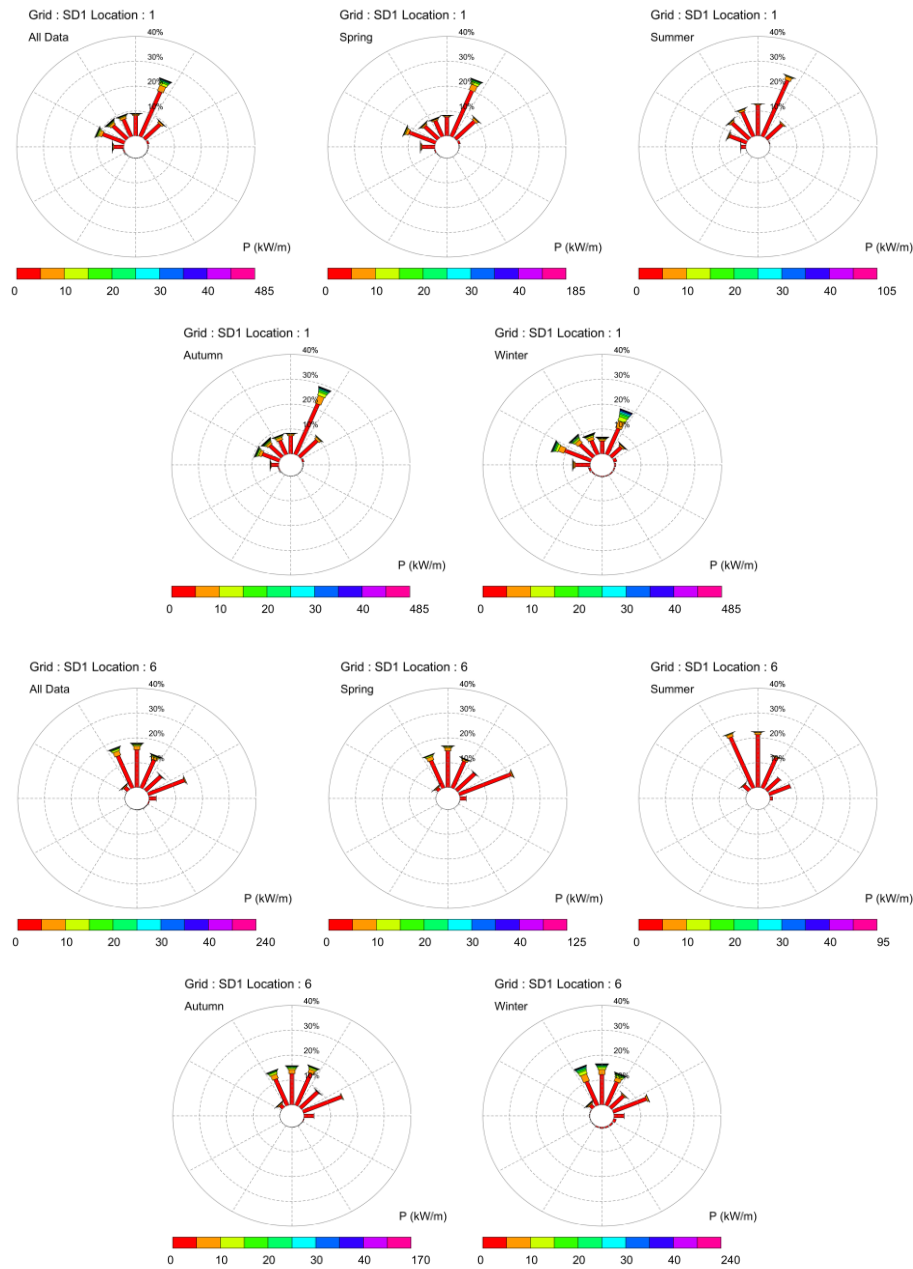 Grid : SD1 Location : 1
All Data
40%
30%
20%
10%
P (kW/m)
0 10 20 30 40 485
Grid : SD1 Location : 1
Spring
40%
30%
20%
10%
P (kW/m)
0 10 20 30 40 185
Grid : SD1 Location : 1
Summer
40%
30%
20%
10%
P (kW/m)
0 10 20 30 40 105
Grid : SD1 Location : 1
Autumn
40%
30%
20%
10%
P (kW/m)
0 10 20 30 40 485
Grid : SD1 Location : 1
Winter
40%
30%
20%
10%
P (kW/m)
0 10 20 30 40 485
Grid : SD1 Location : 6
All Data
40%
30%
20%
10%
P (kW/m)
0 10 20 30 40 240
Grid : SD1 Location : 6
Spring
40%
30%
20%
10%
P (kW/m)
0 10 20 30 40 125
Grid : SD1 Location : 6
Summer
40%
30%
20%
10%
P (kW/m)
0 10 20 30 40 95
Grid : SD1 Location : 6
Autumn
40%
30%
20%
10%
P (kW/m)
0 10 20 30 40 170
Grid : SD1 Location : 6
Winter
40%
30%
20%
10%
P (kW/m)
0 10 20 30 40 240